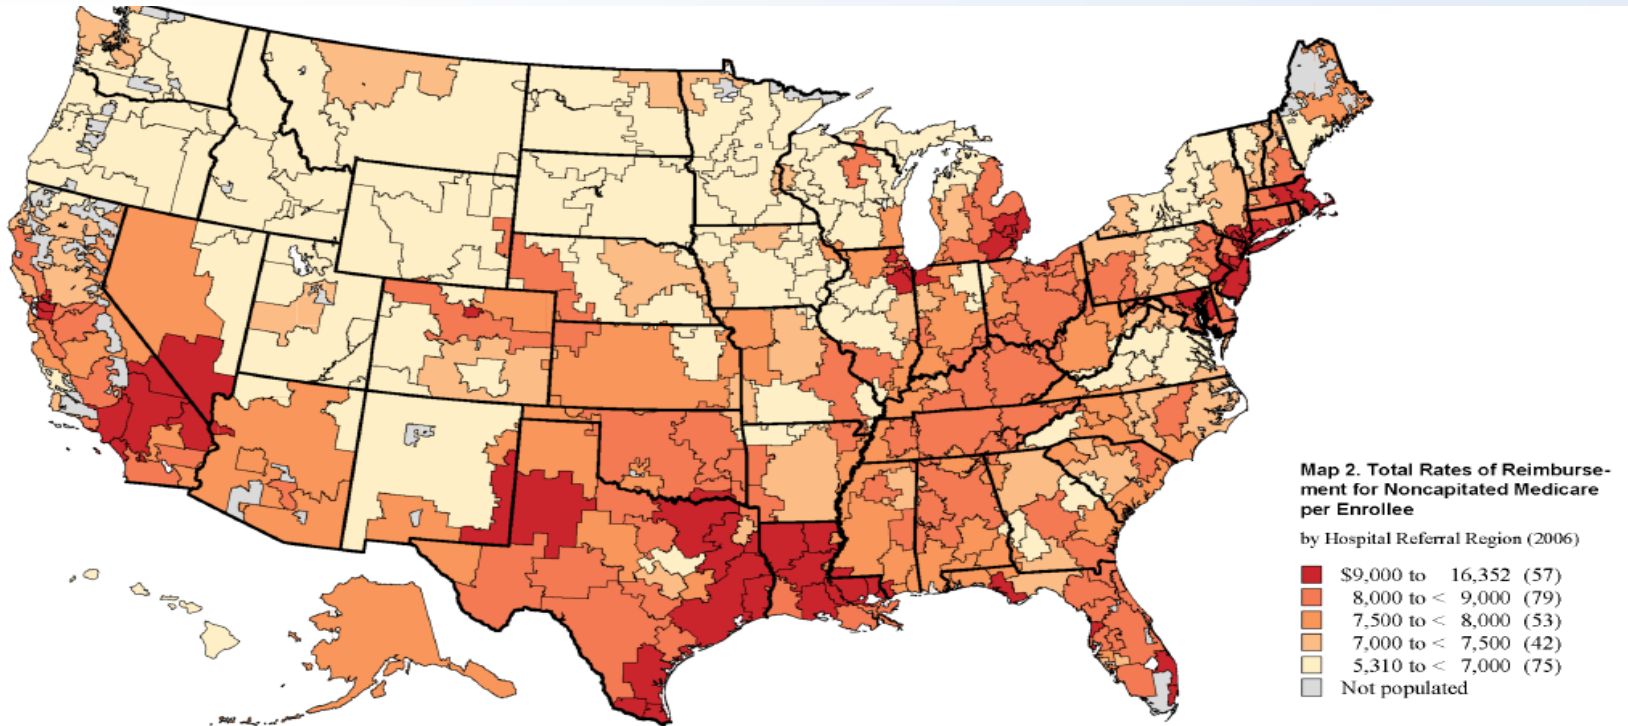 Map 2. Total Rates of Reimburse-
ment for Noncapitated Medicare
per Enrollee
by Hospital Referral Region (2006)
$9,000 to 16,352 (57)
8,000 to < 9,000 (79)
7,500 to < 8,000 (53)
7,000 to < 7,500 (42)
5,310 to < 7,000 (75)
Not populated